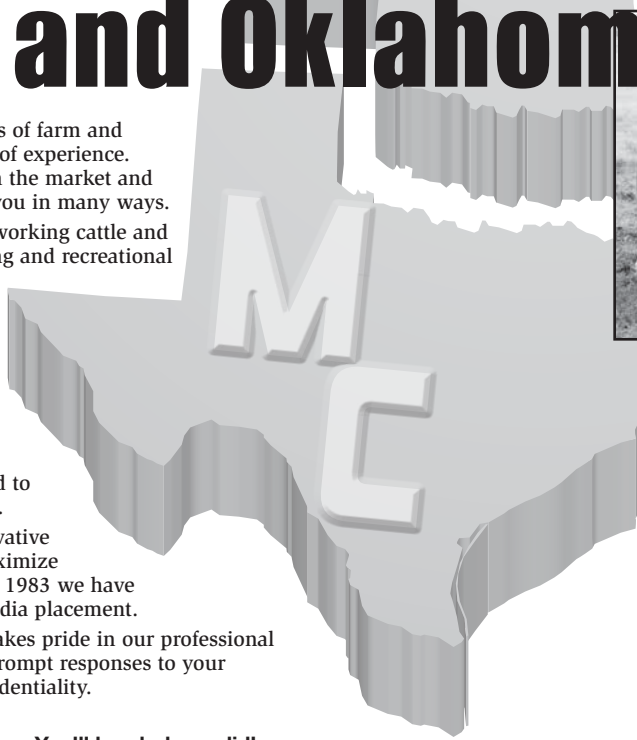 and Oklahom
s of farm and
of experience.
the market and
you in many ways.
working cattle and
g and recreational
M
C
d to
vative
ximize
1983 we have
dia placement.
akes pride in our professional
rompt responses to your
dentiality.